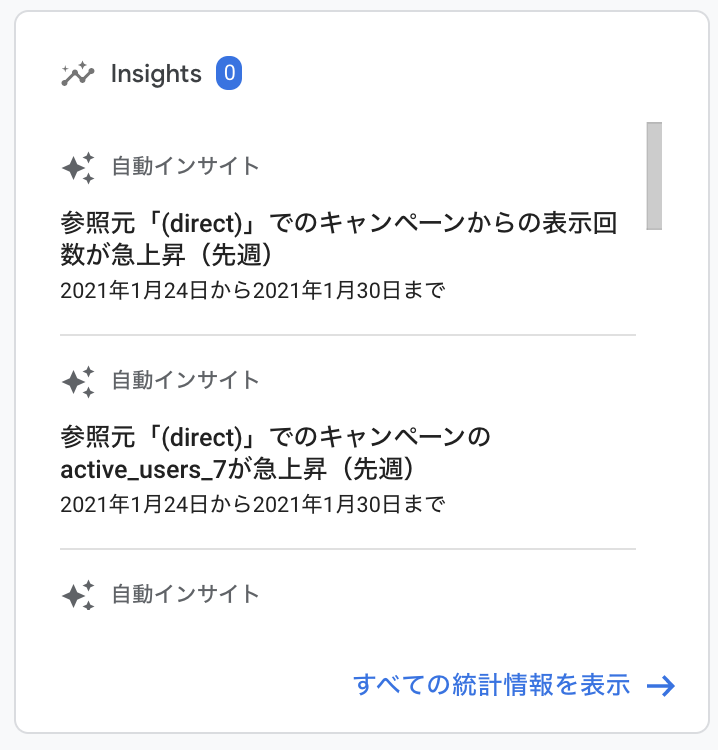 Insights 0
自動インサイト
参照元「(direct)」でのキャンペーンからの表示回
数が急上昇（先週）
2021年1月24日から2021年1月30日まで
自動インサイト
参照元「(direct)」でのキャンペーンの
active_users_7が急上昇（先週）
2021年1月24日から2021年1月30日まで
自動インサイト
すべての統計情報を表示